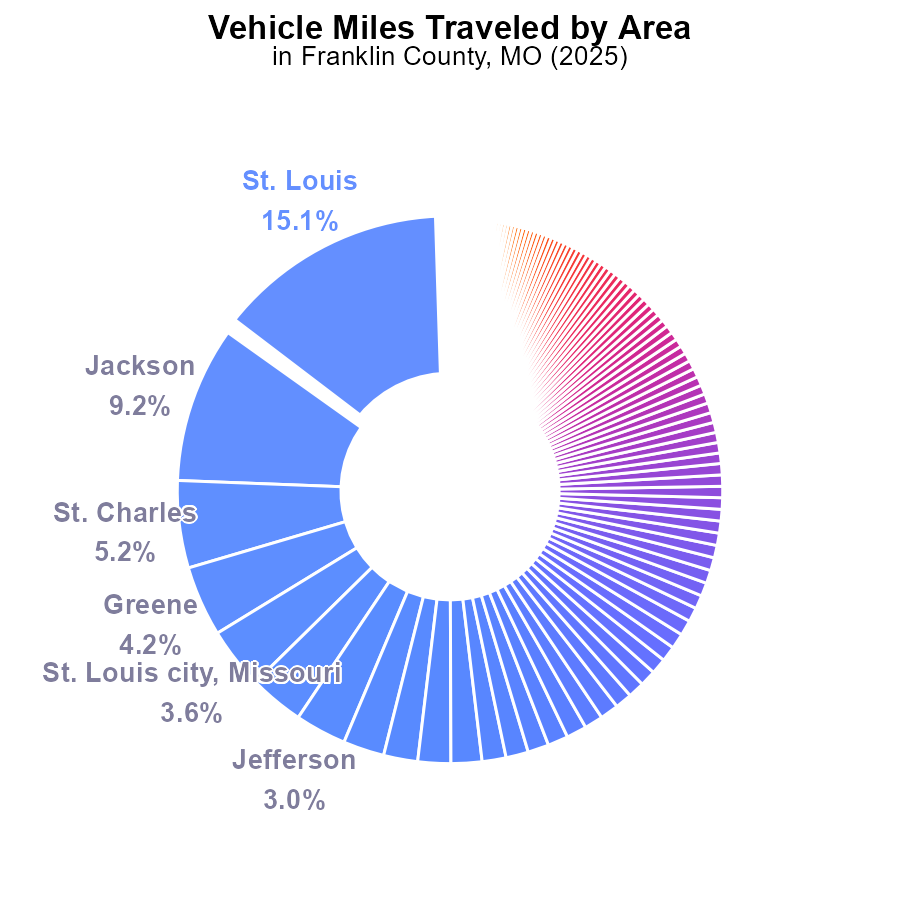 Vehicle Miles Traveled by Area
in Franklin County, MO (2025)
St. Louis
15.1%
Jackson
9.2%
St. Charles
5.2%
Greene
4.2%
St. Louis city, Missouri
3.6%
Jefferson
3.0%